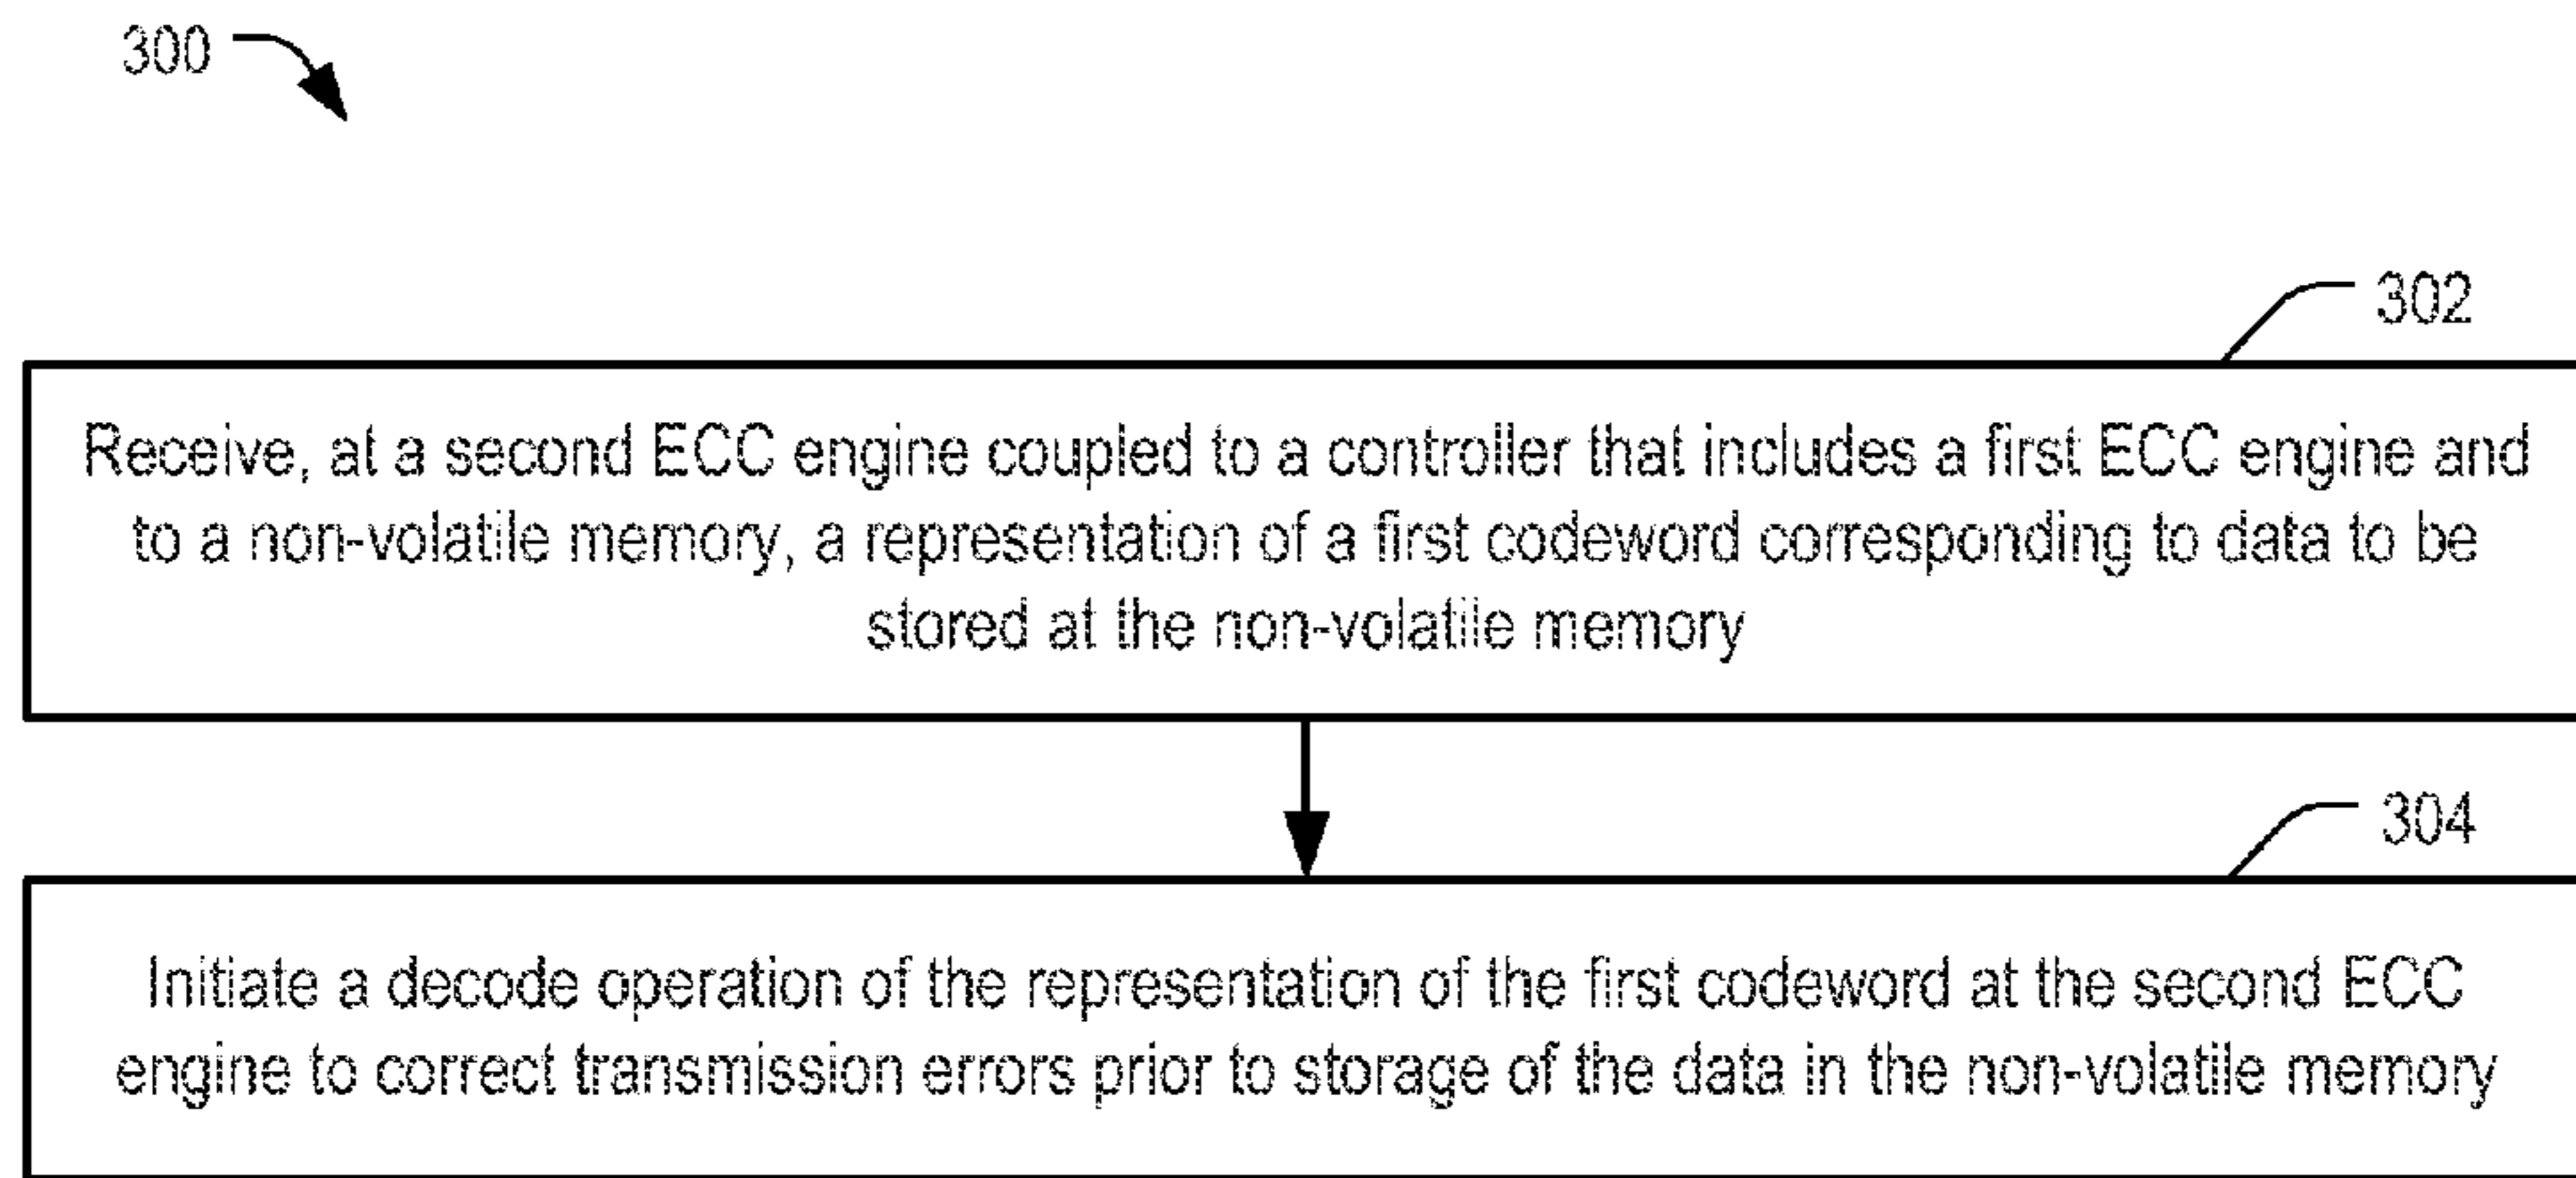 300
302
Receive, at a second ECC engine coupled to a controller that includes a first ECC engine and
to a non-volatile memory, a representation of a first codeword corresponding to data to be
stored at the non-volatile memory
304
Initiate a decode operation of the representation of the first codeword at the second ECC
engine to correct transmission errors prior to storage of the data in the non-volatile memory